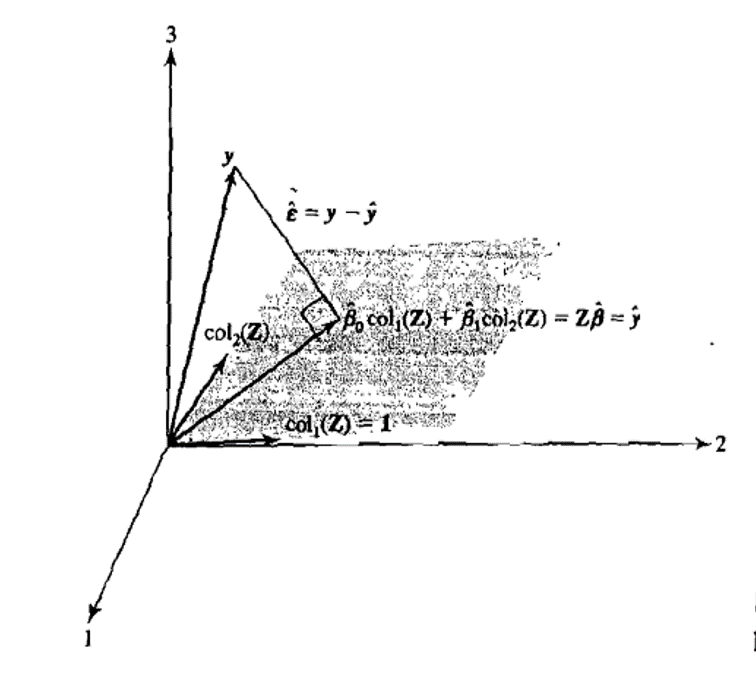 3
y
ε̂ = y − ŷ
β̂₀ col₁(Z) + β̂₁ col₂(Z) = Zβ̂ = ŷ
col₂(Z)
col₁(Z) = 1
2
1